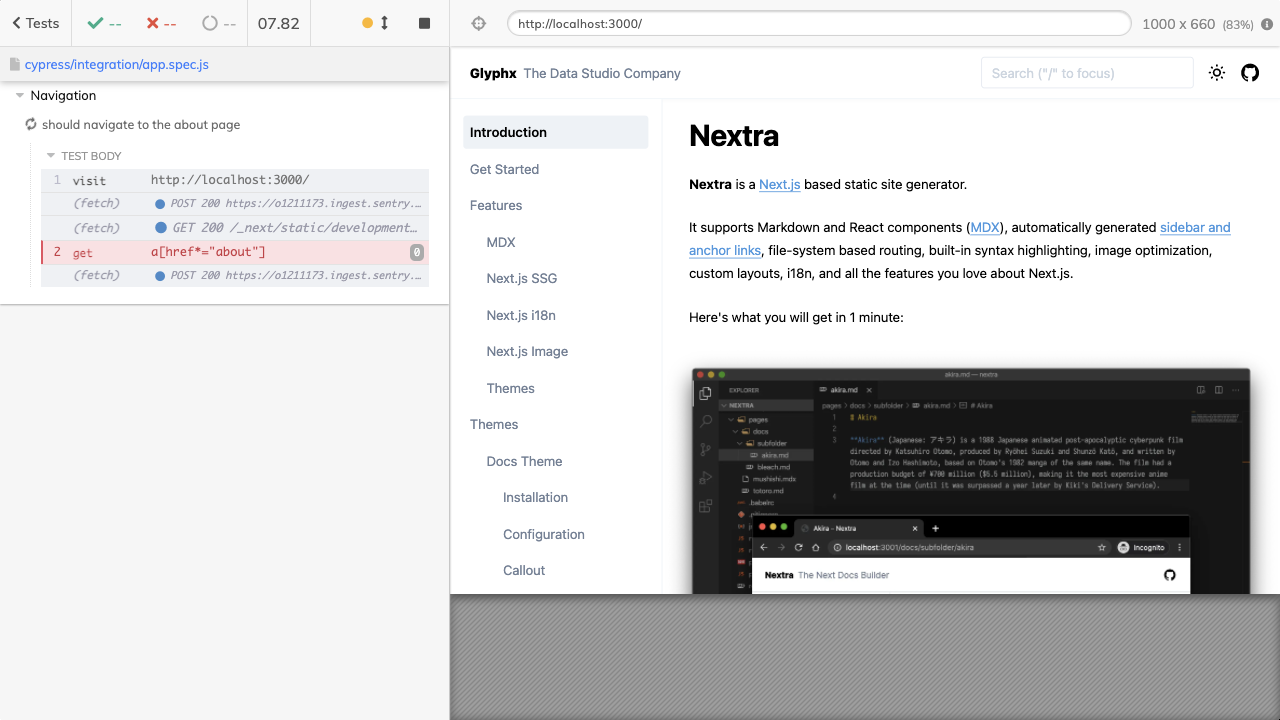 Tests
--
--
--
07.82
http://localhost:3000/
1000 x 660 (83%)
cypress/integration/app.spec.js
Navigation
should navigate to the about page
TEST BODY
1 visit http://localhost:3000/
(fetch) POST 200 https://o1211173.ingest.sentry.…
(fetch) GET 200 /_next/static/development…
2 get a[href*="about"] 0
(fetch) POST 200 https://o1211173.ingest.sentry.…
Glyphx The Data Studio Company
Search ("/" to focus)
Introduction
Get Started
Features
MDX
Next.js SSG
Next.js i18n
Next.js Image
Themes
Themes
Docs Theme
Installation
Configuration
Callout
Nextra
Nextra is a Next.js based static site generator.
It supports Markdown and React components (MDX), automatically generated sidebar and
anchor links, file-system based routing, built-in syntax highlighting, image optimization,
custom layouts, i18n, and all the features you love about Next.js.
Here's what you will get in 1 minute:
akira.md — nextra
EXPLORER
akira.md
NEXTRA
pages > docs > subfolder > akira.md > # Akira
pages
docs
subfolder
akira.md
bleach.md
mushishi.mdx
totoro.md
.babelrc
1 # Akira
2
3 **Akira** (Japanese: アキラ) is a 1988 Japanese animated post-apocalyptic cyberpunk film
directed by Katsuhiro Otomo, produced by Ryōhei Suzuki and Shunzō Katō, and written by
Otomo and Izo Hashimoto, based on Otomo's 1982 manga of the same name. The film had a
production budget of ¥700 million ($5.5 million), making it the most expensive anime
film at the time (until it was surpassed a year later by Kiki's Delivery Service).
4
Akira – Nextra
localhost:3001/docs/subfolder/akira
Incognito
Nextra The Next Docs Builder